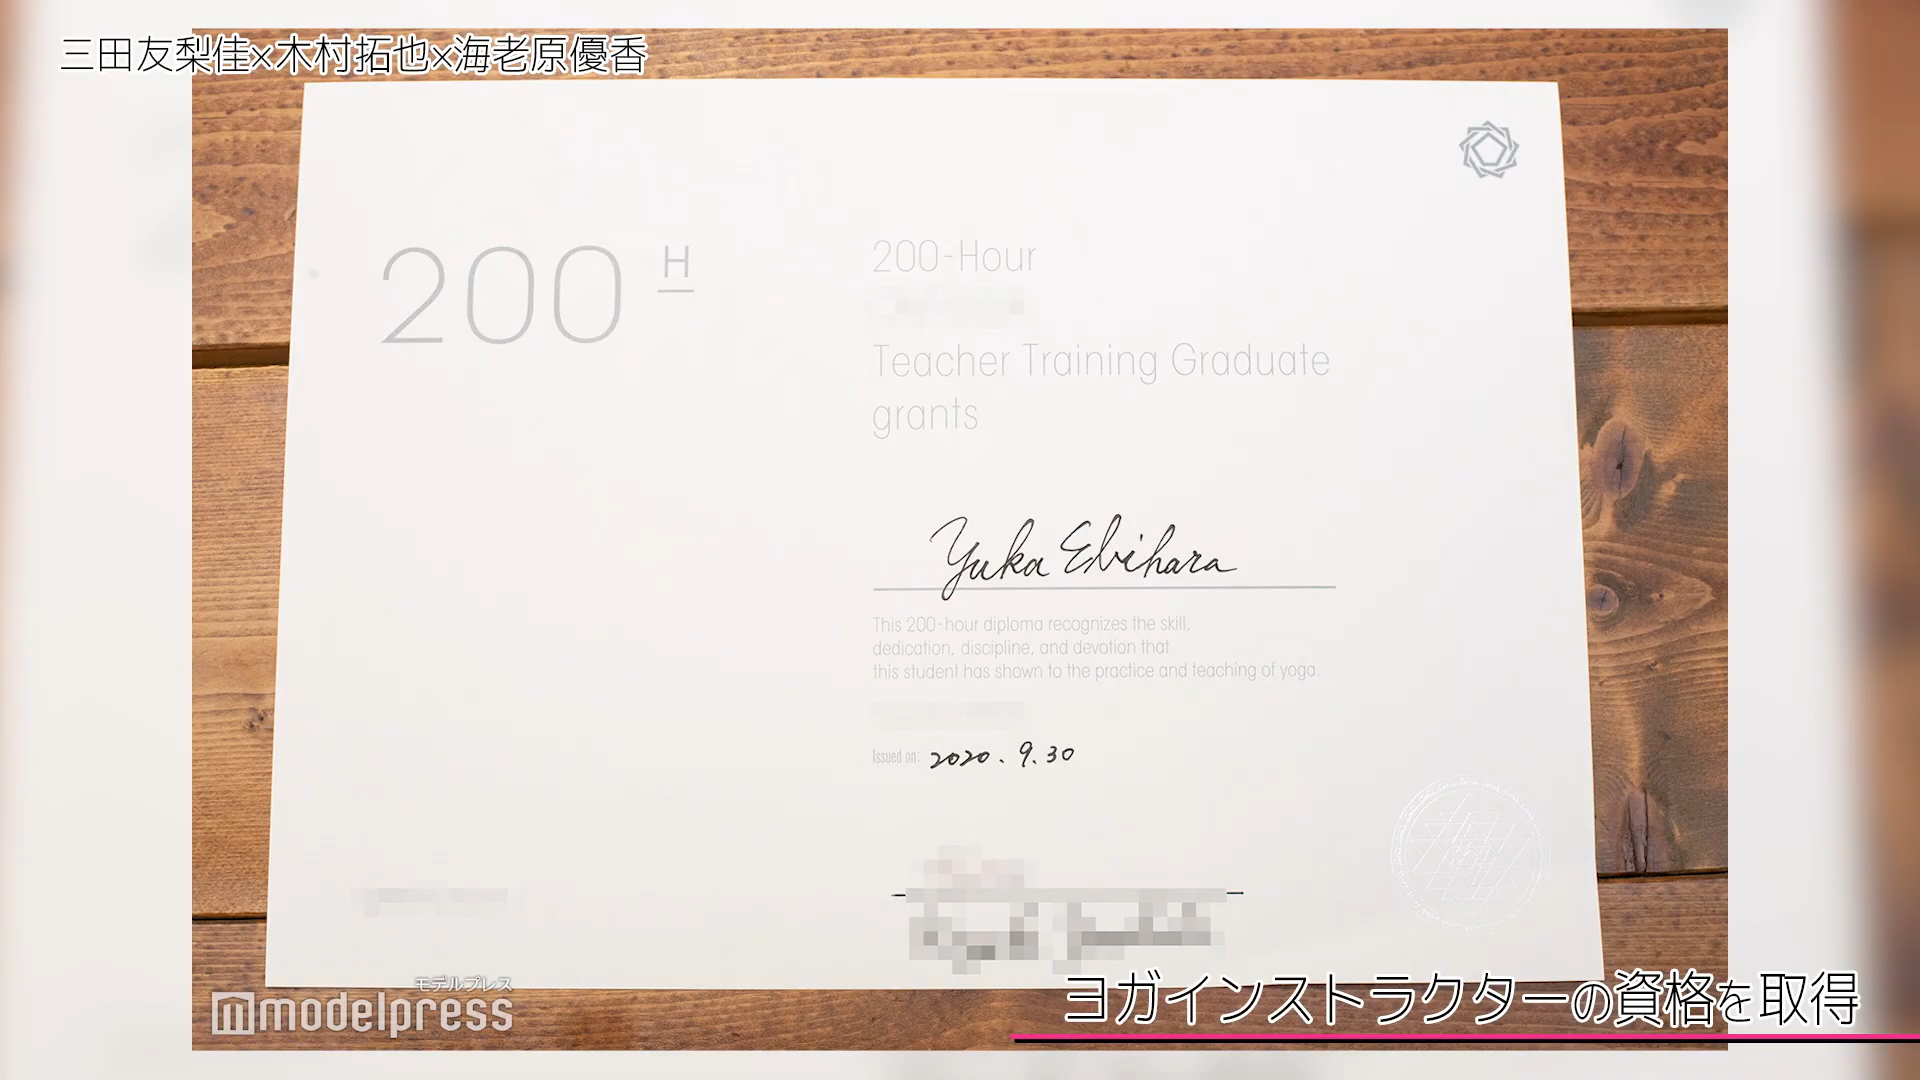 三田友梨佳×木村拓也×海老原優香
200 H
200-Hour
Teacher Training Graduate
grants
Yuka Ebihara
This 200-hour diploma recognizes the skill,
dedication, discipline, and devotion that
this student has shown to the practice and teaching of yoga.
Issued on: 2020.9.30
モデルプレス
modelpress
ヨガインストラクターの資格を取得